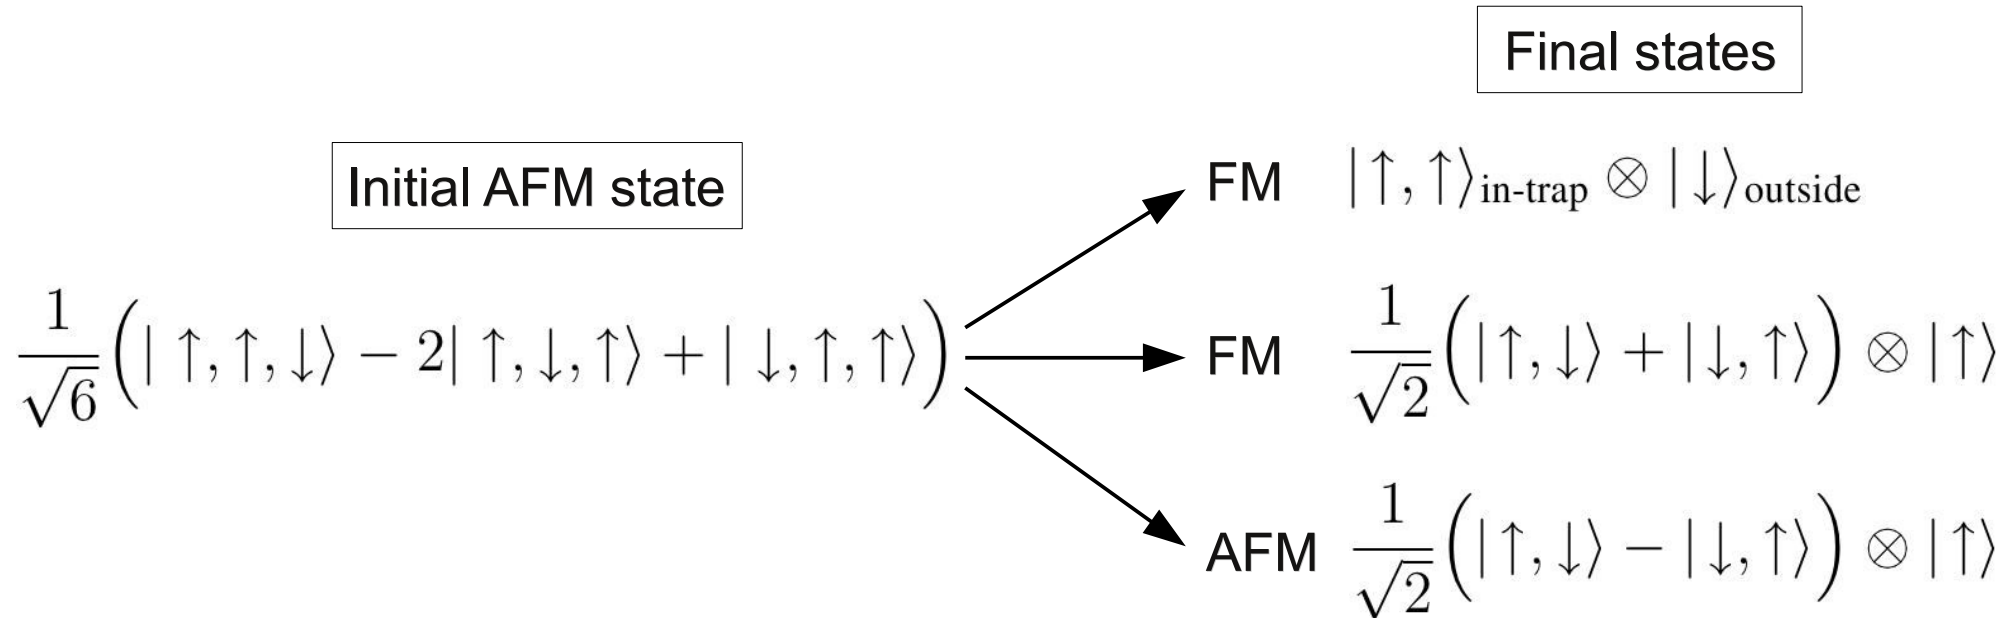 Final states
Initial AFM state
FM |↑, ↑⟩in-trap ⊗ |↓⟩outside
1/√6 (| ↑, ↑, ↓⟩ − 2| ↑, ↓, ↑⟩ + | ↓, ↑, ↑⟩)
FM 1/√2 (|↑, ↓⟩ + |↓, ↑⟩) ⊗ |↑⟩
AFM 1/√2 (|↑, ↓⟩ − |↓, ↑⟩) ⊗ |↑⟩